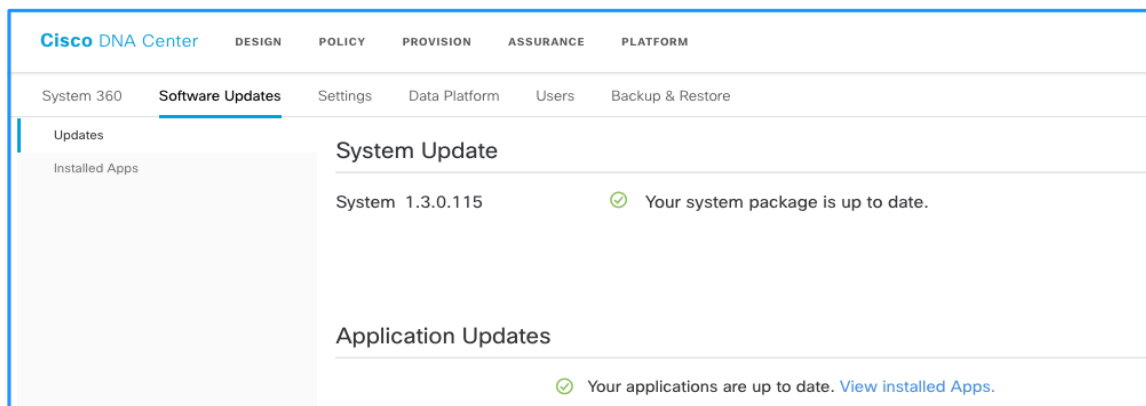 Cisco DNA Center DESIGN POLICY PROVISION ASSURANCE PLATFORM
System 360 Software Updates Settings Data Platform Users Backup & Restore
Updates
Installed Apps
System Update
System 1.3.0.115 Your system package is up to date.
Application Updates
Your applications are up to date. View installed Apps.